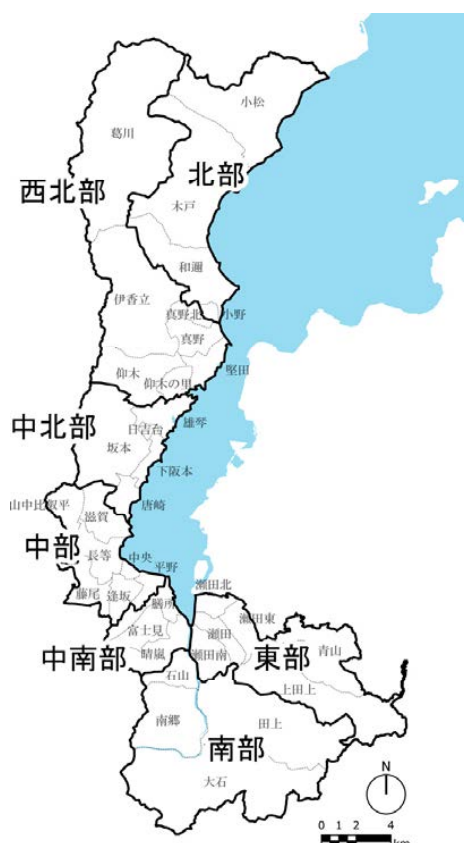 小松
葛川
北部
西北部
木戸
和邇
伊香立
真野北
小野
真野
堅田
仰木
仰木の里
中北部
雄琴
日吉台
坂本
下阪本
山中比叡平
唐崎
滋賀
中部
長等
中央
平野
瀬田北
藤尾
逢坂
膳所
瀬田東
富士見
瀬田
青山
中南部
晴嵐
瀬田南
東部
石山
上田上
南郷
田上
南部
大石
N
0 1 2 4
km